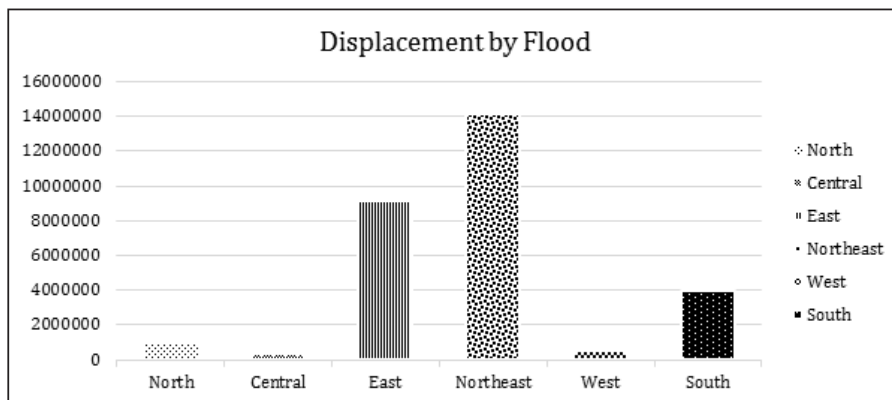 Displacement by Flood
16000000
14000000
12000000
10000000
8000000
6000000
4000000
2000000
0
North Central East Northeast West South
North
Central
East
Northeast
West
South